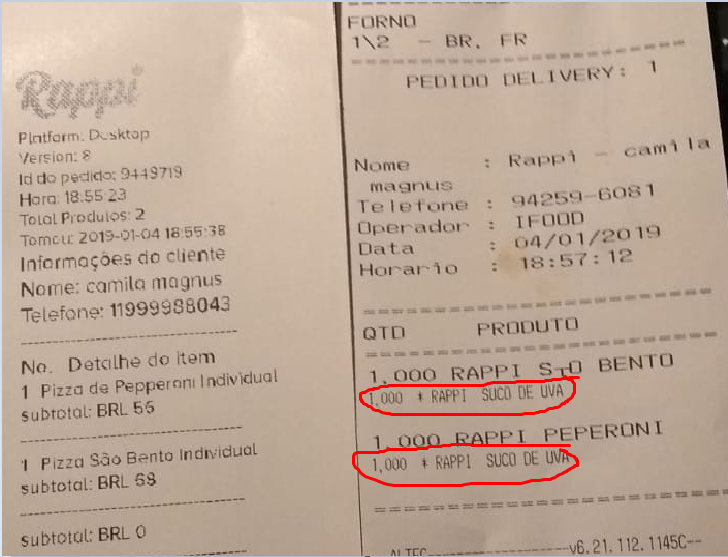 Rappi
Platform: Desktop
Version: 8
Id do pedido: 9449719
Hora: 18:55:23
Total Produtos: 2
Tomou: 2019-01-04 18:55:38
Informações do cliente
Nome: camila magnus
Telefone: 11999988043
No. Detalhe do item
1 Pizza de Pepperoni Individual
subtotal: BRL 56
1 Pizza São Bento Individual
subtotal: BRL 68
subtotal: BRL 0
FORNO
1\2 - BR, FR
PEDIDO DELIVERY: 1
Nome : Rappi - camila
magnus
Telefone : 94259-6081
Operador : IFOOD
Data : 04/01/2019
Horario : 18:57:12
QTD PRODUTO
1,000 RAPPI STO BENTO
1,000 * RAPPI SUCO DE UVA
1,000 RAPPI PEPERONI
1,000 * RAPPI SUCO DE UVA
ALTEC---v6.21.112.1145C--